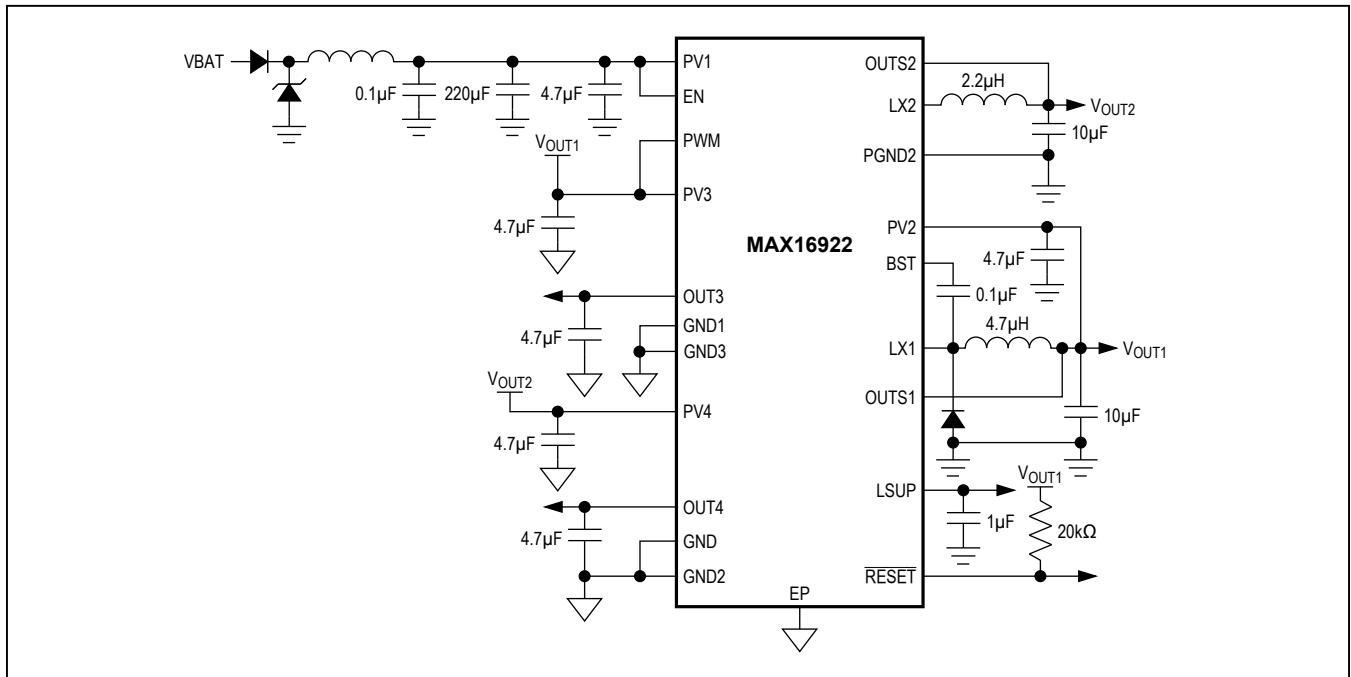 VBAT
0.1µF
220µF
4.7µF
PV1
EN
VOUT1
PWM
PV3
4.7µF
OUT3
4.7µF
GND1
GND3
VOUT2
PV4
4.7µF
OUT4
4.7µF
GND
GND2
MAX16922
EP
OUTS2
2.2µH
LX2
VOUT2
10µF
PGND2
PV2
4.7µF
BST
0.1µF
4.7µH
LX1
VOUT1
OUTS1
10µF
LSUP
VOUT1
1µF
20kΩ
RESET